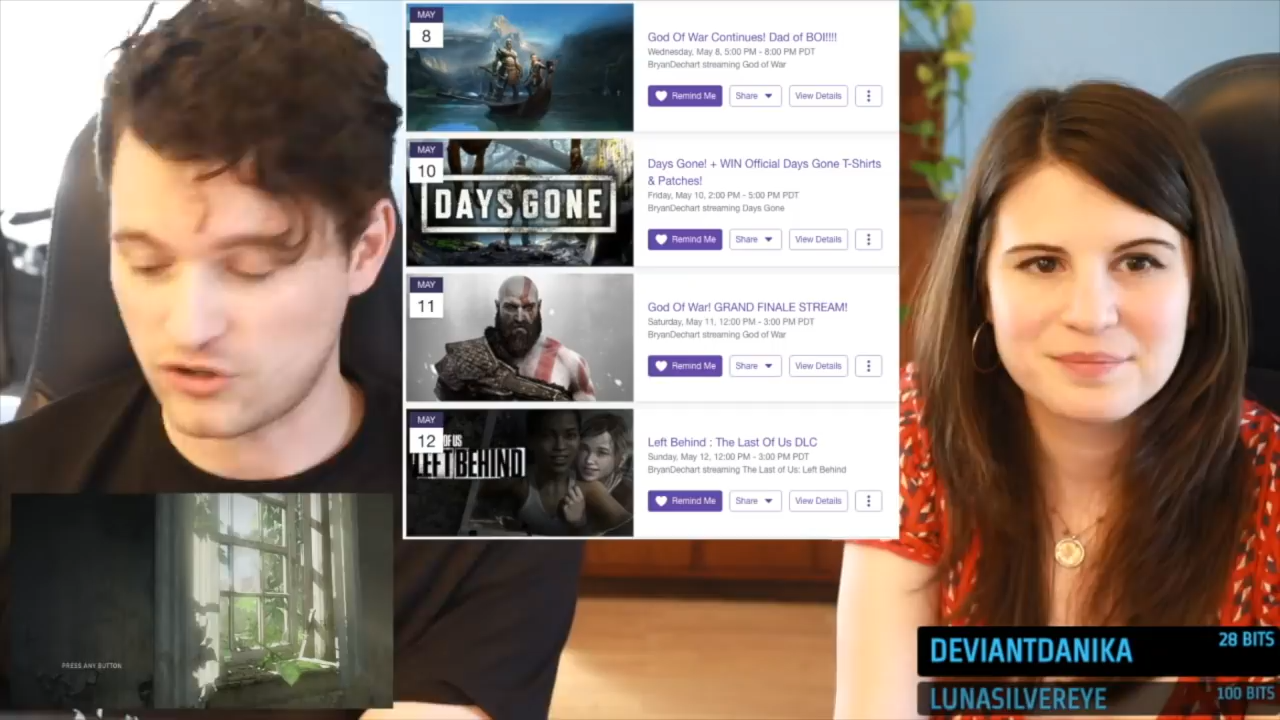 MAY
8
God Of War Continues! Dad of BOI!!!!
Wednesday, May 8, 5:00 PM - 8:00 PM PDT
BryanDechart streaming God of War
Remind Me
Share
View Details
MAY
10
DAYS GONE
Days Gone! + WIN Official Days Gone T-Shirts
& Patches!
Friday, May 10, 2:00 PM - 5:00 PM PDT
BryanDechart streaming Days Gone
Remind Me
Share
View Details
MAY
11
God Of War! GRAND FINALE STREAM!
Saturday, May 11, 12:00 PM - 3:00 PM PDT
BryanDechart streaming God of War
Remind Me
Share
View Details
MAY
12
OF US
LEFT BEHIND
Left Behind : The Last Of Us DLC
Sunday, May 12, 12:00 PM - 3:00 PM PDT
BryanDechart streaming The Last of Us: Left Behind
Remind Me
Share
View Details
PRESS ANY BUTTON
DEVIANTDANIKA
28 BITS
LUNASILVEREYE
100 BITS